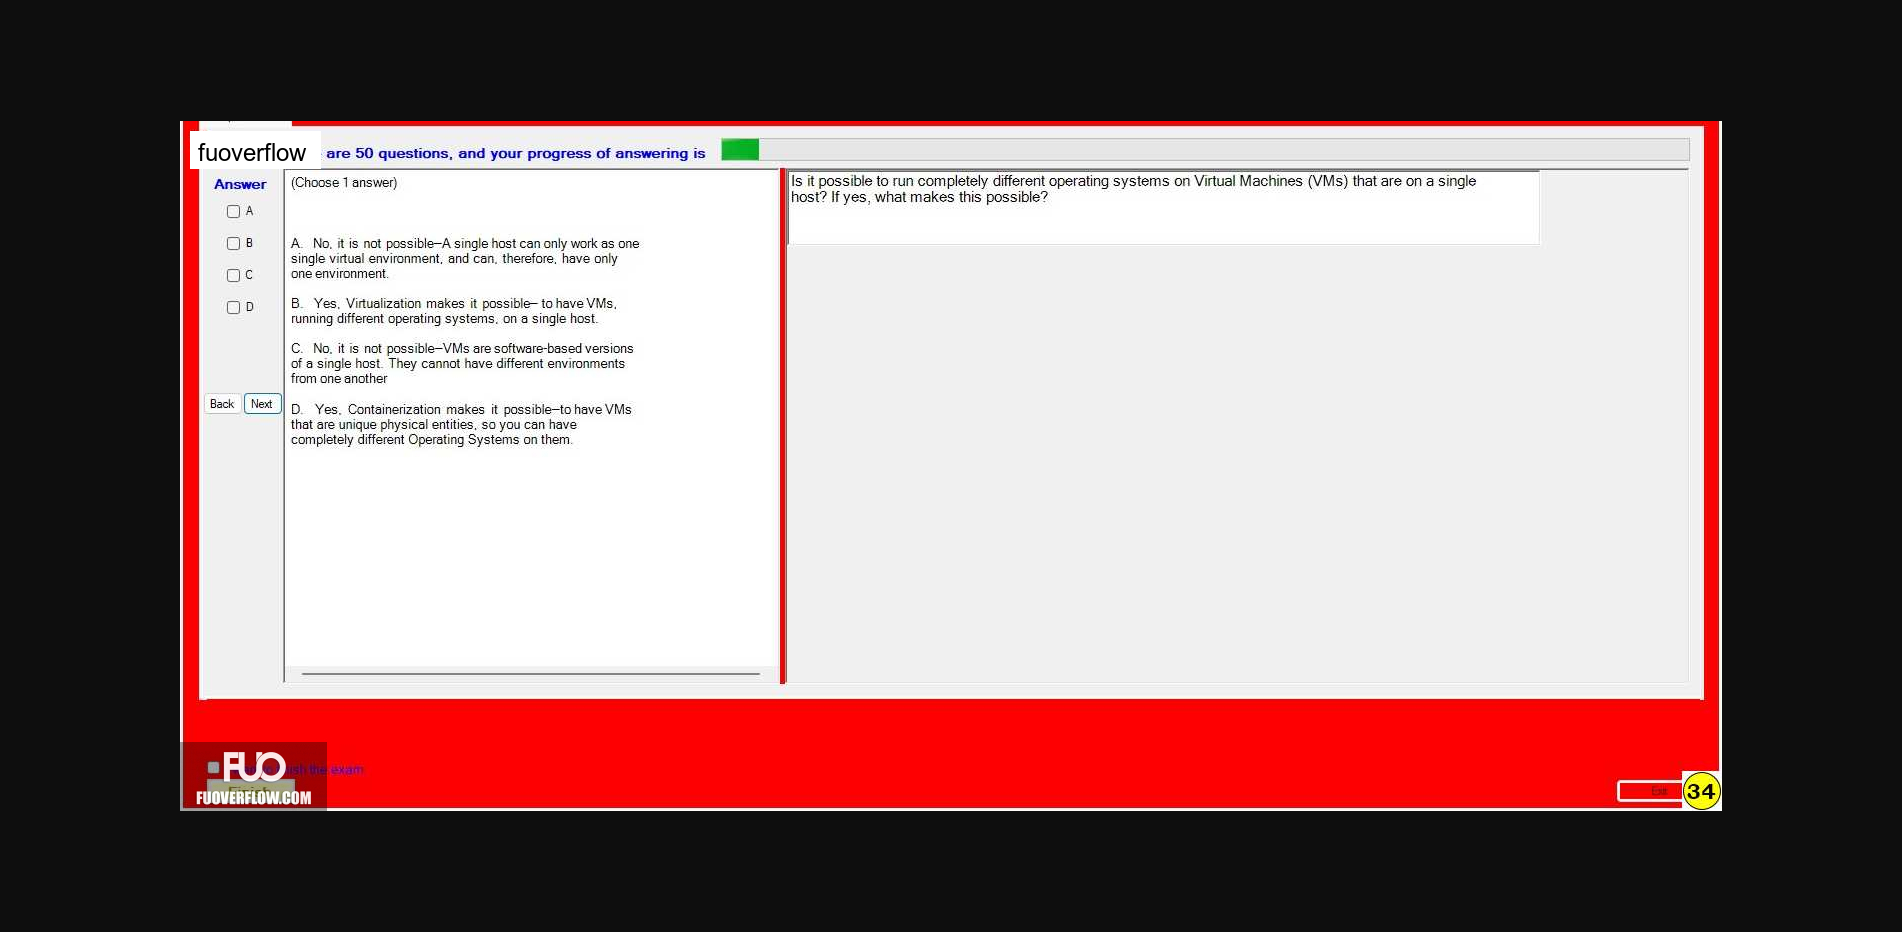 fuoverflow are 50 questions, and your progress of answering is
Answer
A
B
C
D
Back Next
(Choose 1 answer)
A. No, it is not possible–A single host can only work as one
single virtual environment, and can, therefore, have only
one environment.
B. Yes, Virtualization makes it possible– to have VMs,
running different operating systems, on a single host.
C. No, it is not possible–VMs are software-based versions
of a single host. They cannot have different environments
from one another
D. Yes, Containerization makes it possible–to have VMs
that are unique physical entities, so you can have
completely different Operating Systems on them.
Is it possible to run completely different operating systems on Virtual Machines (VMs) that are on a single
host? If yes, what makes this possible?
FUO
the exam
Finish
FUOVERFLOW.COM
Exit
34